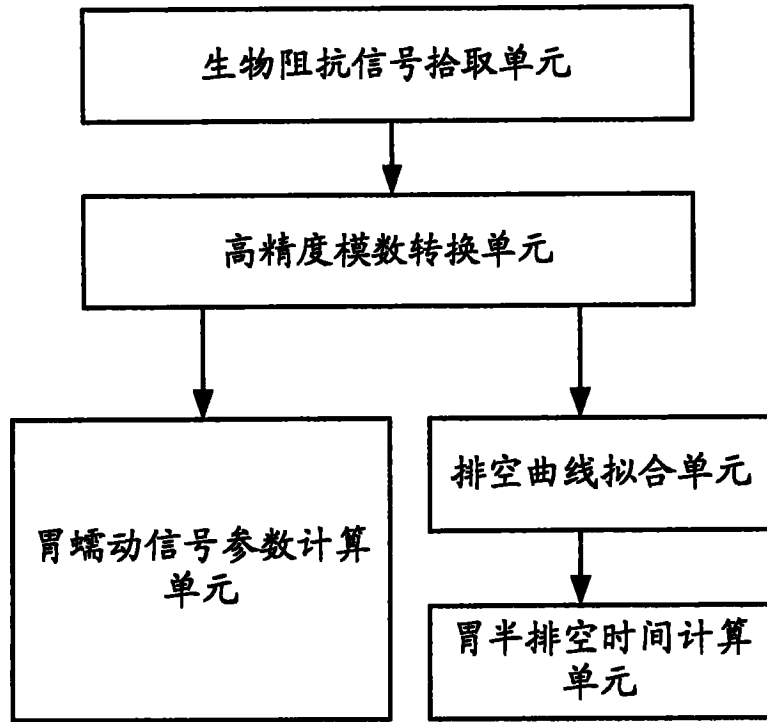 生物阻抗信号拾取单元
高精度模数转换单元
胃蠕动信号参数计算
单元
排空曲线拟合单元
胃半排空时间计算
单元